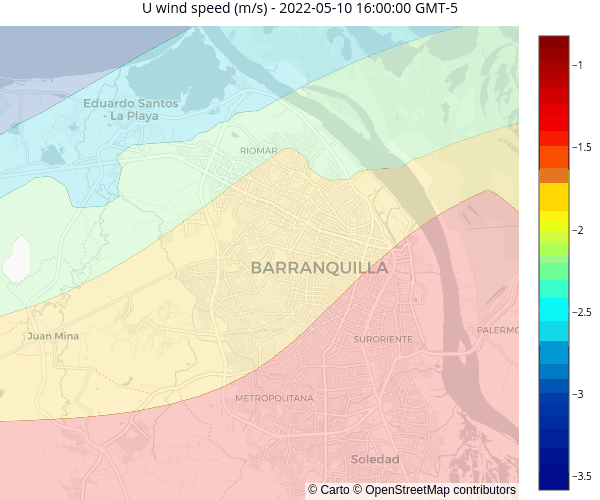 U wind speed (m/s) - 2022-05-10 16:00:00 GMT-5
−1
Eduardo Santos
- La Playa
−1.5
RIOMAR
−2
BARRANQUILLA
−2.5
Juan Mina
SURORIENTE
PALERMO
−3
METROPOLITANA
Soledad
−3.5
© Carto © OpenStreetMap contributors